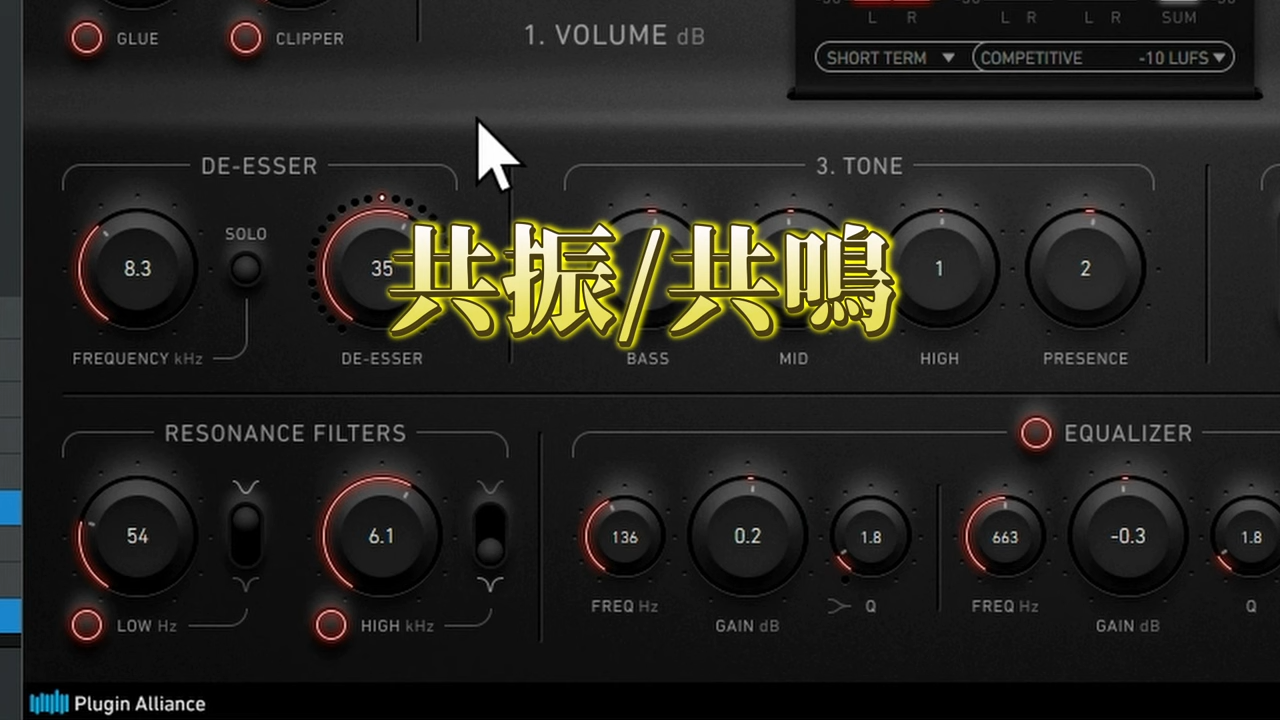 GLUE CLIPPER 1. VOLUME dB
L R L R L R SUM
SHORT TERM COMPETITIVE -10 LUFS
DE-ESSER 3. TONE
SOLO
8.3 35 1 2
共振/共鳴
FREQUENCY kHz DE-ESSER BASS MID HIGH PRESENCE
RESONANCE FILTERS EQUALIZER
54 6.1 136 0.2 1.8 663 -0.3 1.8
FREQ Hz Q FREQ Hz Q
LOW Hz HIGH kHz GAIN dB GAIN dB
Plugin Alliance